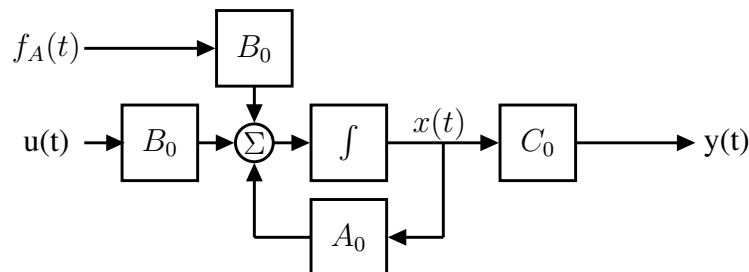 f_A(t)
B_0
u(t)
B_0
Σ
∫
x(t)
C_0
y(t)
A_0